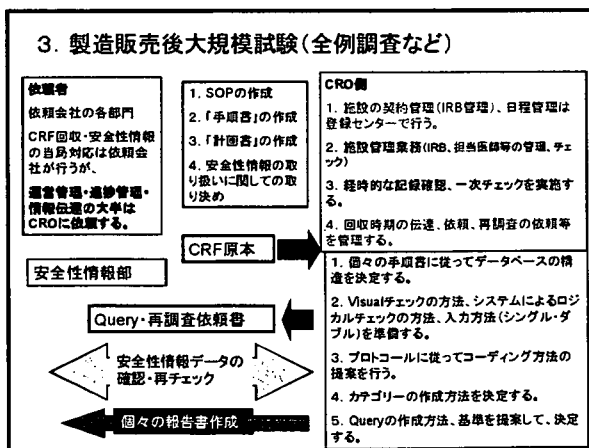 3. 製造販売後大規模試験(全例調査など)
依頼者
依頼会社の各部門
CRF回収・安全性情報
の当局対応は依頼会
社が行うが、
運営管理・進捗管理・
情報伝達の大半は
CROに依頼する。
1. SOPの作成
2.「手順書」の作成
3.「計画書」の作成
4. 安全性情報の取
り扱いに関しての取
り決め
CRO側
1. 施設の契約管理(IRB管理)、日程管理は
登録センターで行う。
2. 施設管理業務(IRB、担当医師等の管理、チェッ
ク)
3. 経時的な記録確認、一次チェックを実施す
る。
4. 回収時期の伝達、依頼、再調査の依頼等
を管理する。
CRF原本
安全性情報部
Query・再調査依頼書
安全性情報データの
確認・再チェック
個々の報告書作成
1. 個々の手順書に従ってデータベースの構
造を決定する。
2. Visualチェックの方法、システムによるロジ
カルチェックの方法、入力方法(シングル・ダ
ブル)を準備する。
3. プロトコールに従ってコーディング方法の
提案を行う。
4. カテゴリーの作成方法を決定する。
5. Queryの作成方法、基準を提案して、決定
する。